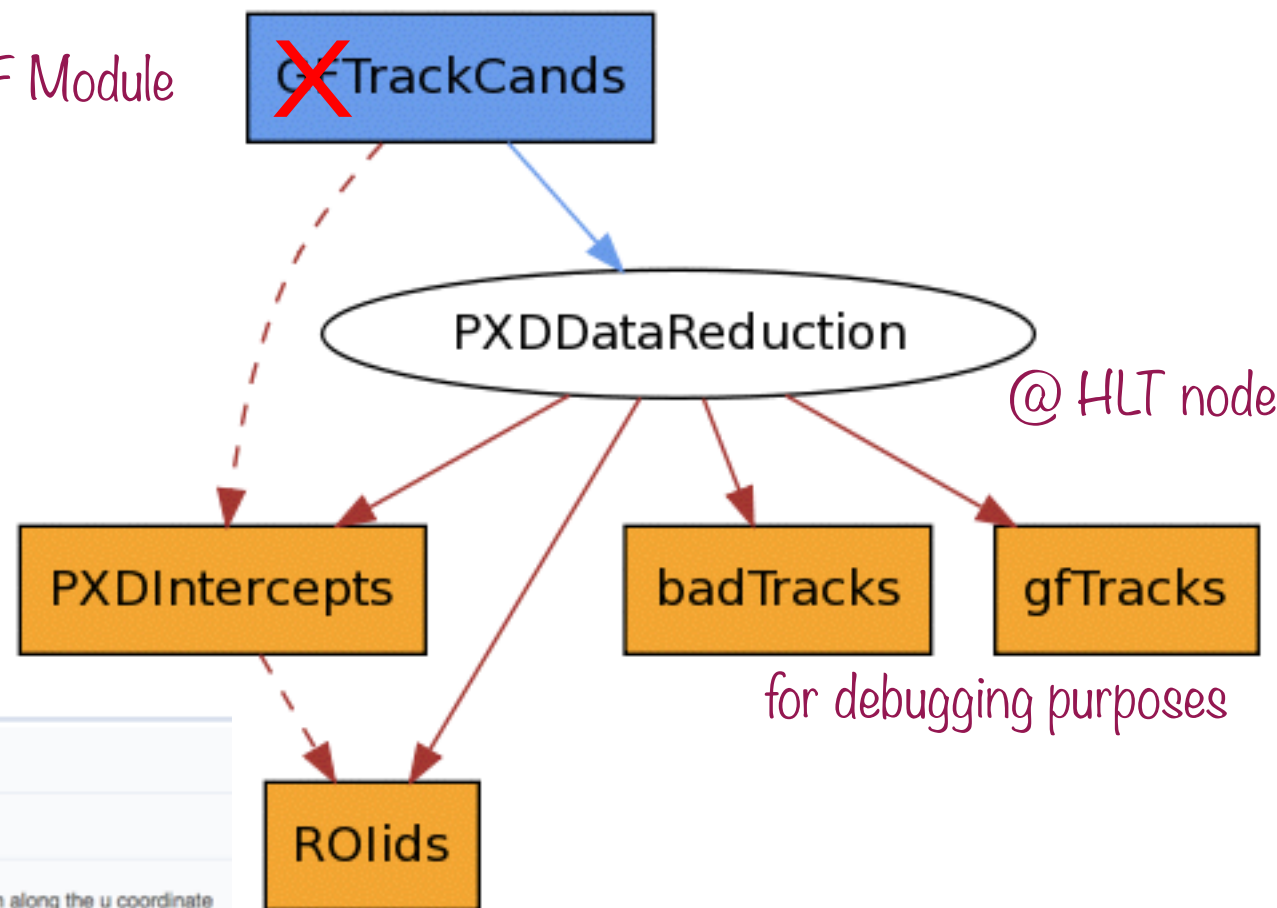 F Module
GFTrackCands
X
PXDDataReduction
@ HLT node
PXDIntercepts
badTracks
gfTracks
for debugging purposes
ROIids
along the u coordinate